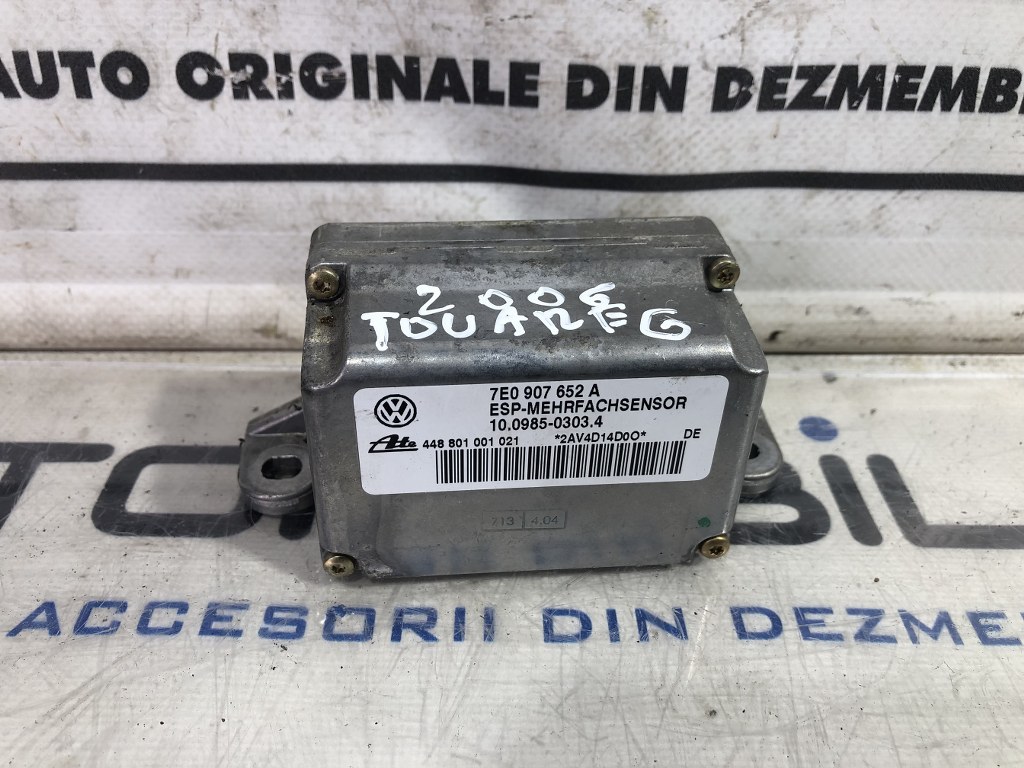 AUTO ORIGINALE DIN DEZMEMB
2006
TOUAREG
7E0 907 652 A
ESP-MEHRFACHSENSOR
10.0985-0303.4
Ate 448 801 001 021 *2AV4D14D0O* DE
713 4.04
ACCESORII DIN DEZME